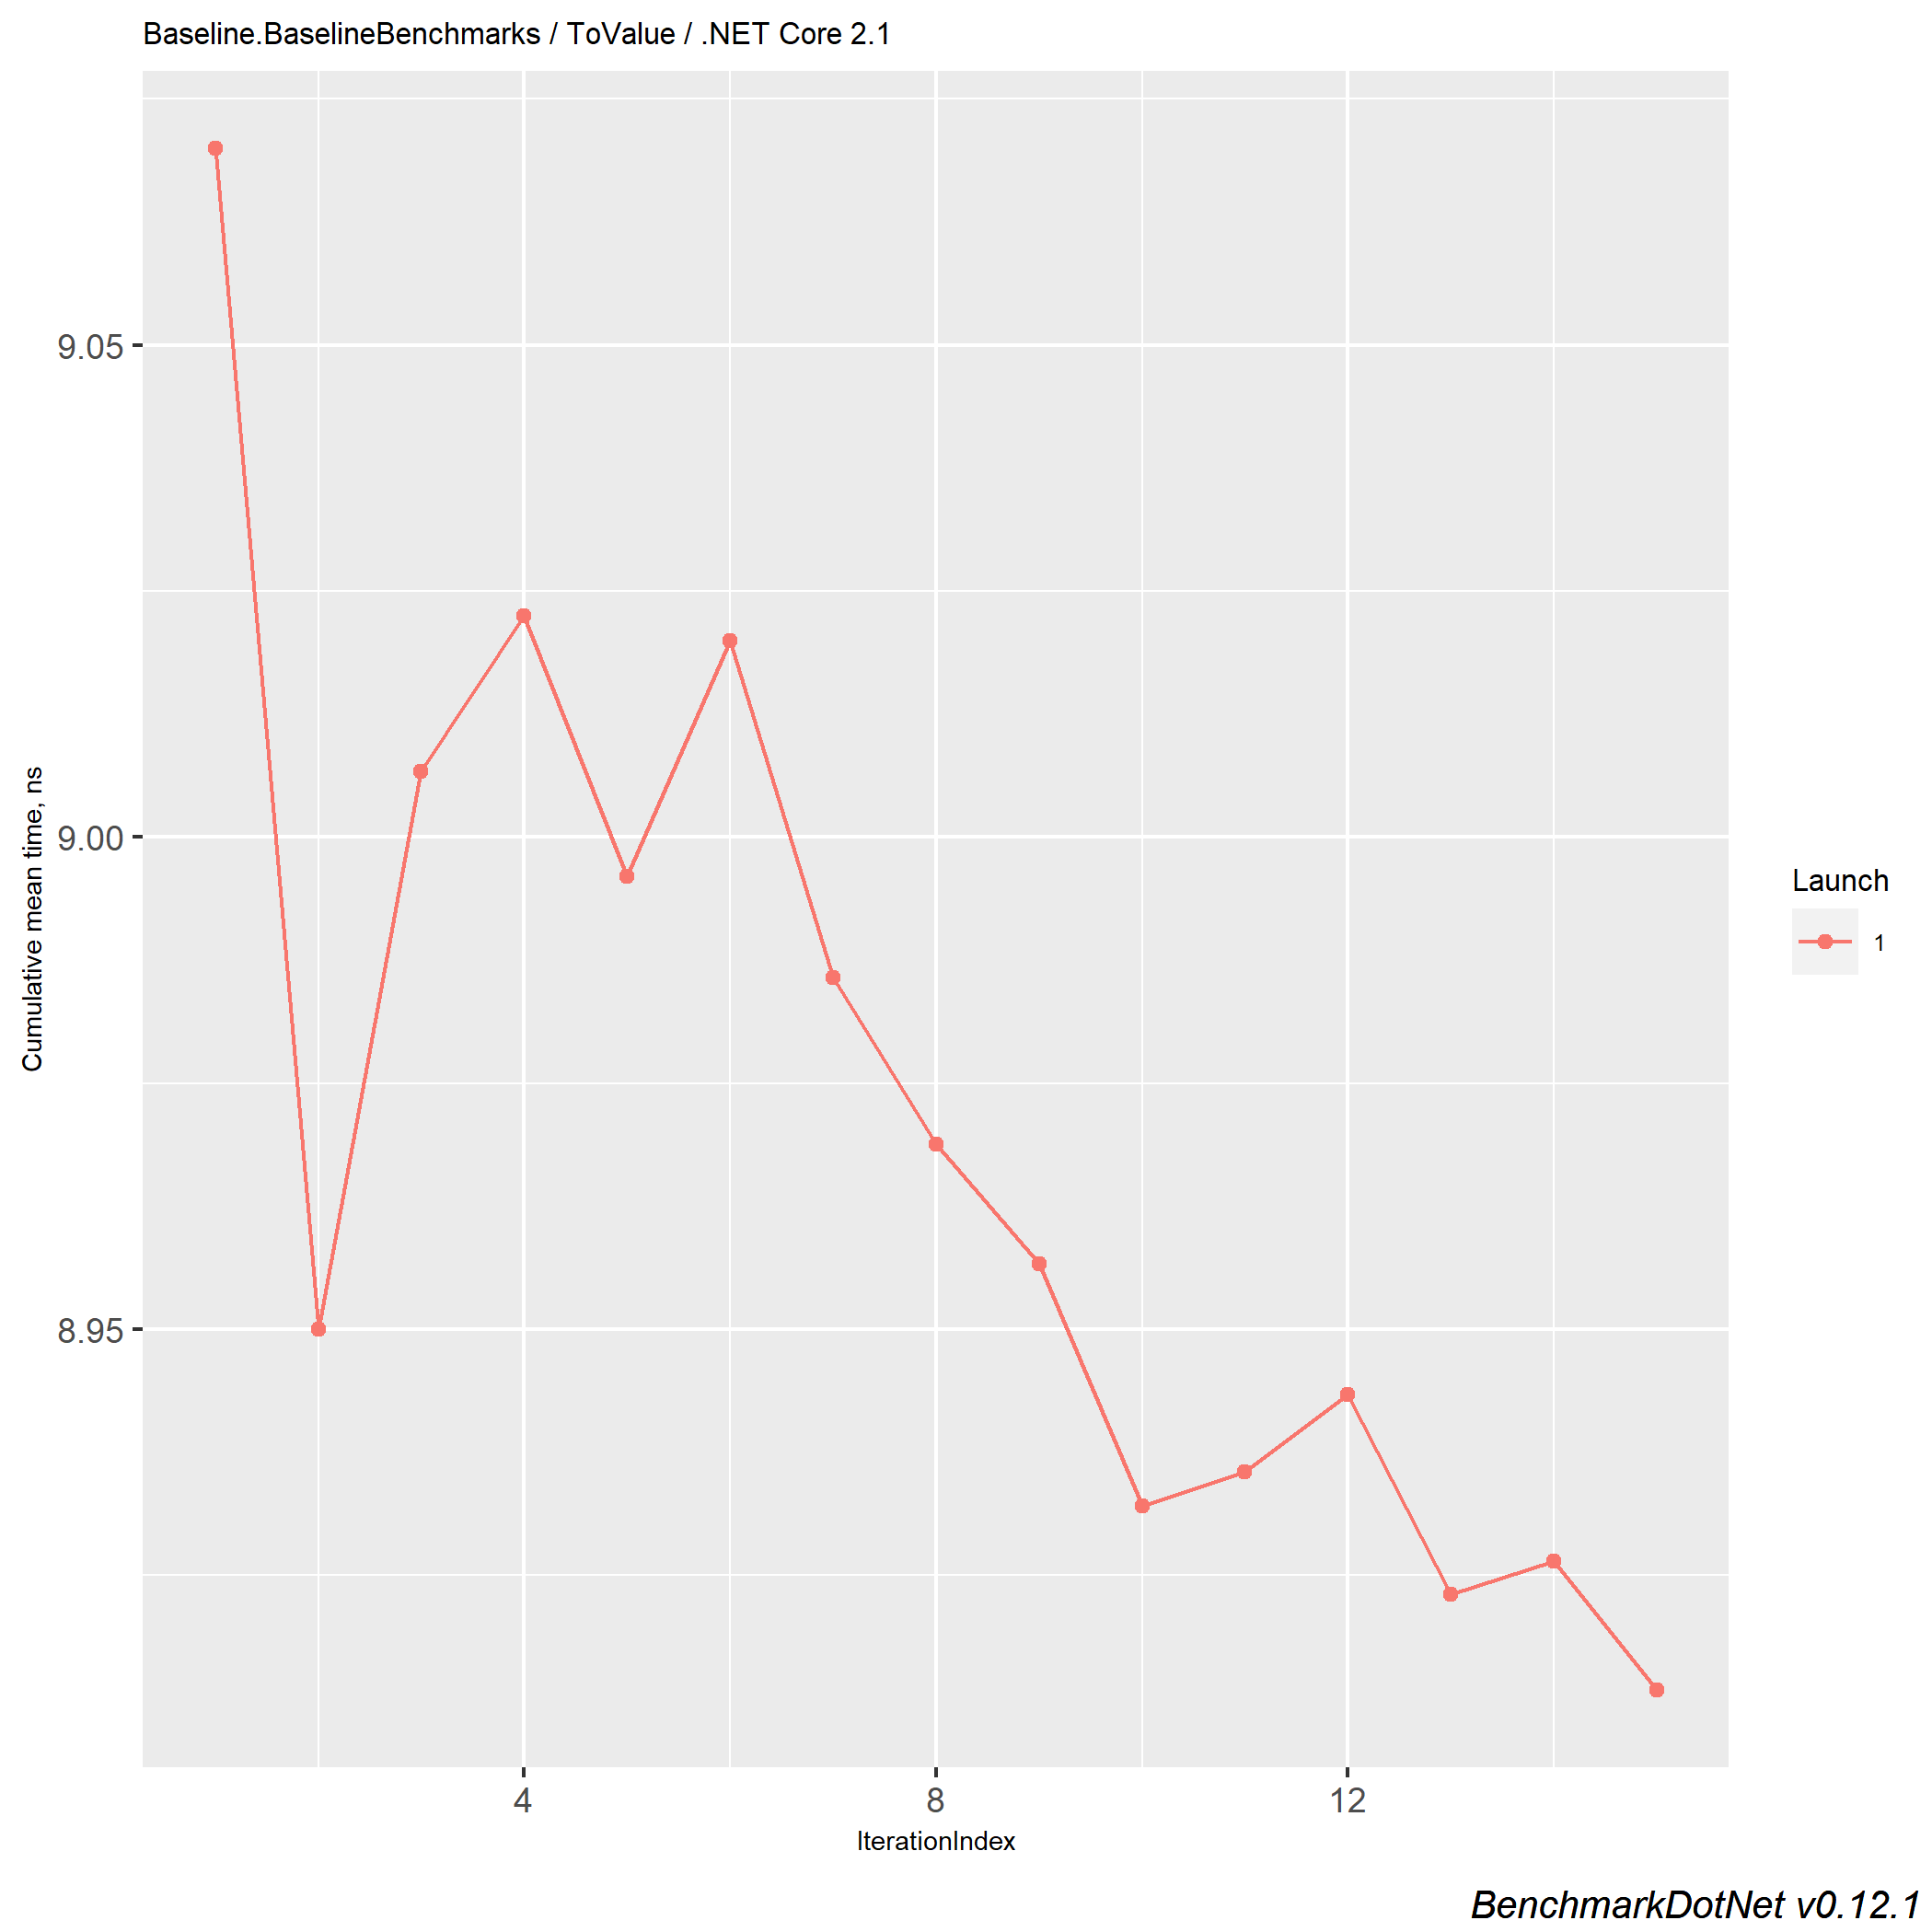 Baseline.BaselineBenchmarks / ToValue / .NET Core 2.1
Cumulative mean time, ns
9.05
9.00
8.95
4
8
12
IterationIndex
Launch
1
BenchmarkDotNet v0.12.1